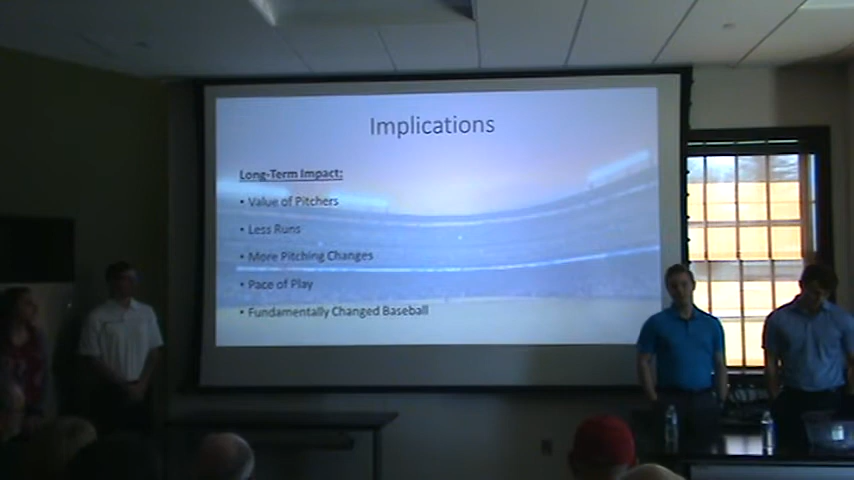 Implications
Long-Term Impact:
• Value of Pitchers
• Less Runs
• More Pitching Changes
• Pace of Play
• Fundamentally Changed Baseball